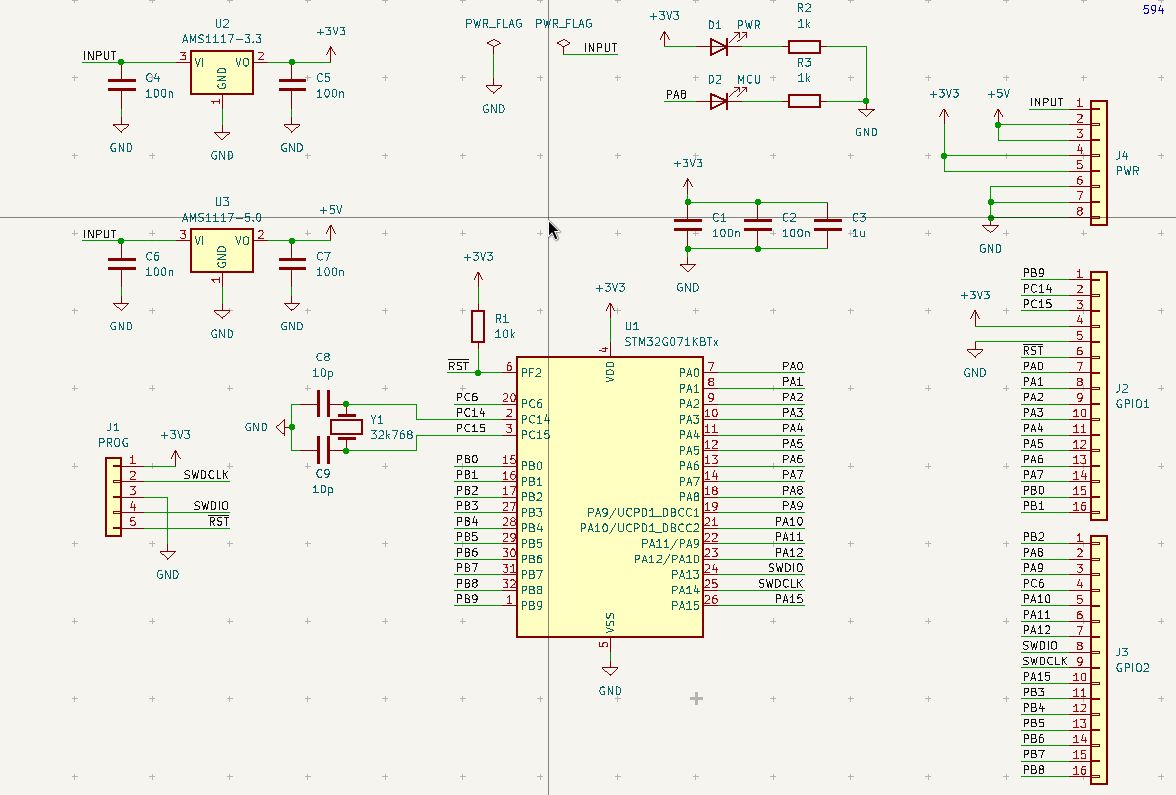 594
U2
AMS1117-3.3
INPUT
3
VI
VO
2
GND
1
+3V3
C4
100n
C5
100n
GND
GND
GND
PWR_FLAG
PWR_FLAG
INPUT
GND
+3V3
D1
PWR
R2
1k
R3
1k
D2
MCU
PA8
GND
+3V3
+5V
INPUT
1
2
3
4
5
6
7
8
J4
PWR
GND
U3
AMS1117-5.0
INPUT
3
VI
VO
2
GND
1
+5V
C6
100n
C7
100n
GND
GND
GND
+3V3
C1
100n
C2
100n
C3
1u
GND
+3V3
R1
10k
RST
+3V3
U1
STM32G071KBTx
4
VDD
6
PF2
PC6
20
PC6
PC14
2
PC14
PC15
3
PC15
PB0
15
PB0
PB1
16
PB1
PB2
17
PB2
PB3
27
PB3
PB4
28
PB4
PB5
29
PB5
PB6
30
PB6
PB7
31
PB7
PB8
32
PB8
PB9
1
PB9
PA0
7
PA0
PA1
8
PA1
PA2
9
PA2
PA3
10
PA3
PA4
11
PA4
PA5
12
PA5
PA6
13
PA6
PA7
14
PA7
PA8
18
PA8
PA9/UCPD1_DBCC1
19
PA9
PA10/UCPD1_DBCC2
21
PA10
PA11/PA9
22
PA11
PA12/PA10
23
PA12
PA13
24
SWDIO
PA14
25
SWDCLK
PA15
26
PA15
VSS
5
GND
C8
10p
GND
Y1
32k768
C9
10p
J1
PROG
+3V3
1
2
SWDCLK
3
4
SWDIO
5
RST
GND
+3V3
GND
PB9 1
PC14 2
PC15 3
4
5
RST 6
PA0 7
PA1 8
PA2 9
PA3 10
PA4 11
PA5 12
PA6 13
PA7 14
PB0 15
PB1 16
J2
GPIO1
PB2 1
PA8 2
PA9 3
PC6 4
PA10 5
PA11 6
PA12 7
SWDIO 8
SWDCLK 9
PA15 10
PB3 11
PB4 12
PB5 13
PB6 14
PB7 15
PB8 16
J3
GPIO2